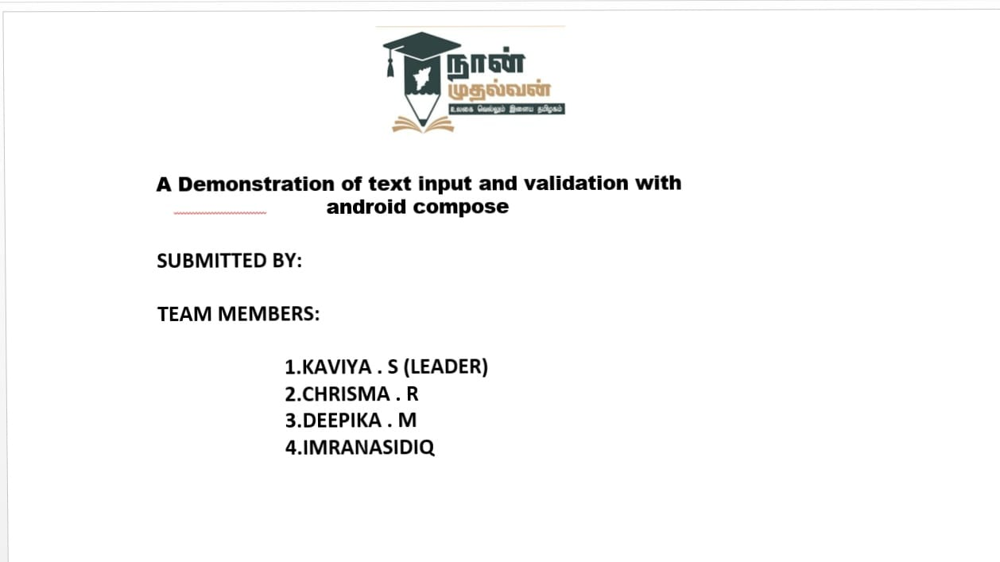 நான்
முதல்வன்
உலகை வெல்லும் இளைய தமிழகம்
A Demonstration of text input and validation with
android compose
SUBMITTED BY:
TEAM MEMBERS:
1.KAVIYA . S (LEADER)
2.CHRISMA . R
3.DEEPIKA . M
4.IMRANASIDIQ